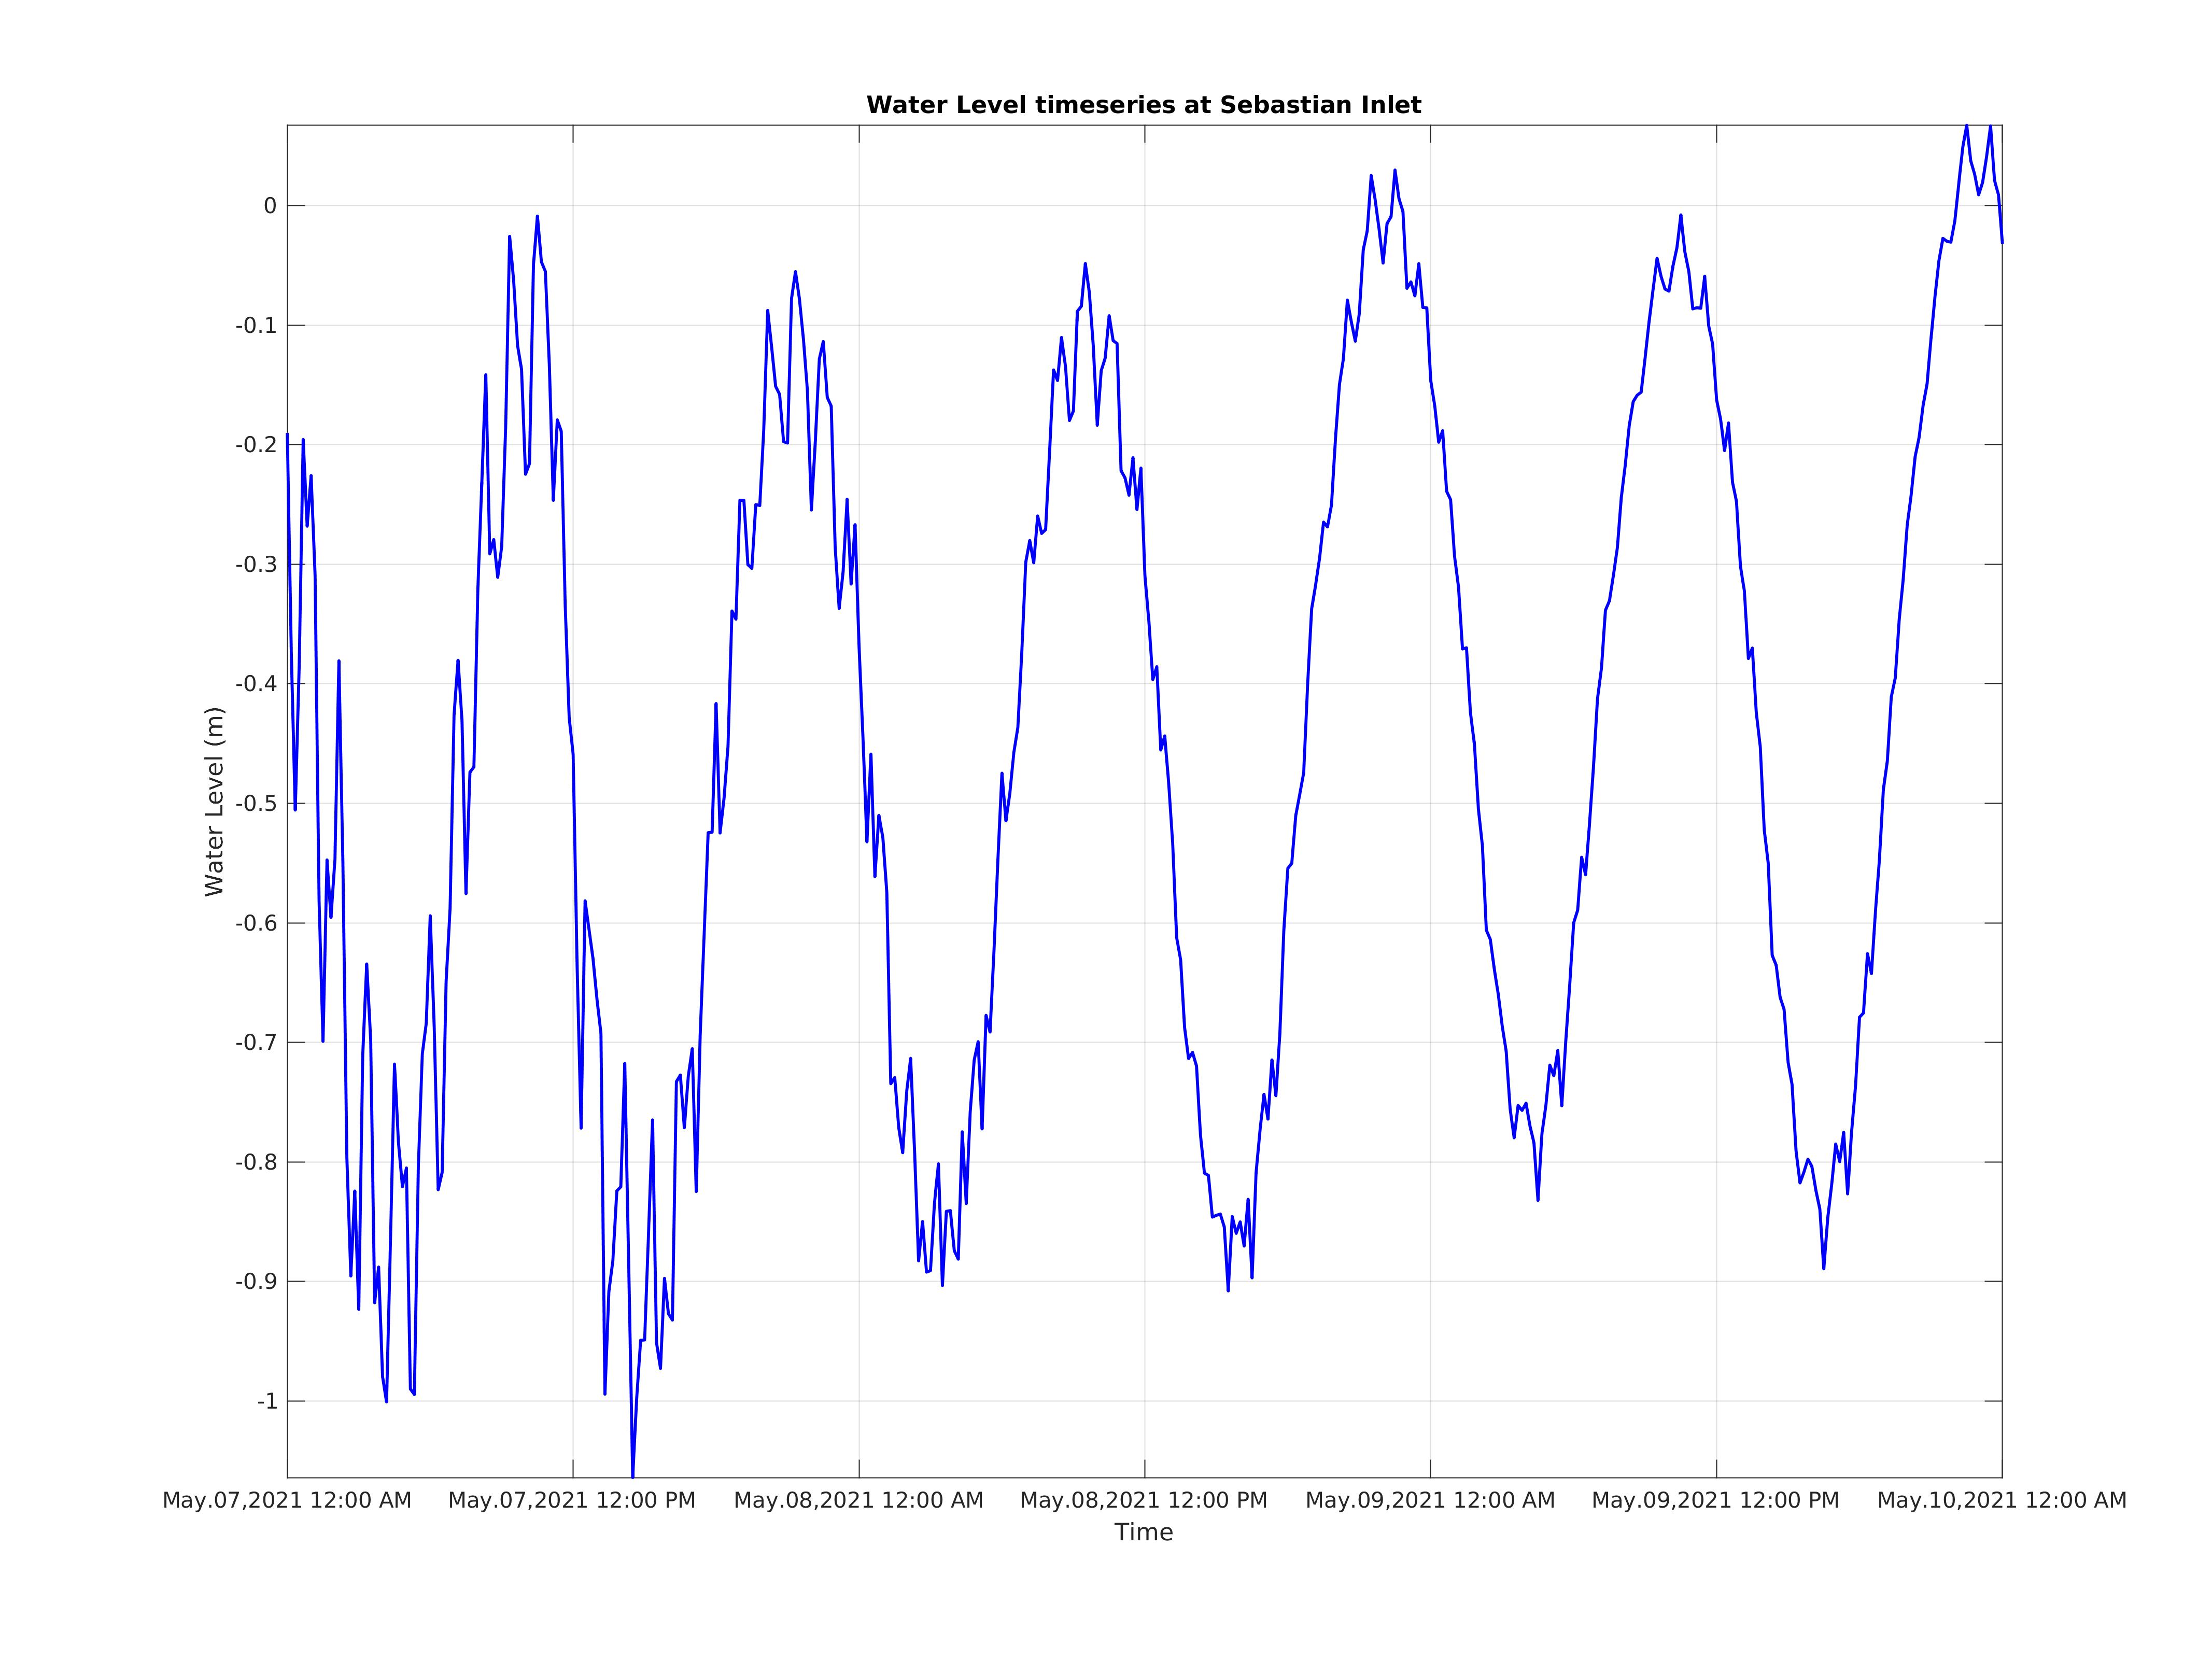 Water Level timeseries at Sebastian Inlet
0
-0.1
-0.2
-0.3
-0.4
-0.5
-0.6
-0.7
-0.8
-0.9
-1
Water Level (m)
May.07,2021 12:00 AM
May.07,2021 12:00 PM
May.08,2021 12:00 AM
May.08,2021 12:00 PM
May.09,2021 12:00 AM
May.09,2021 12:00 PM
May.10,2021 12:00 AM
Time